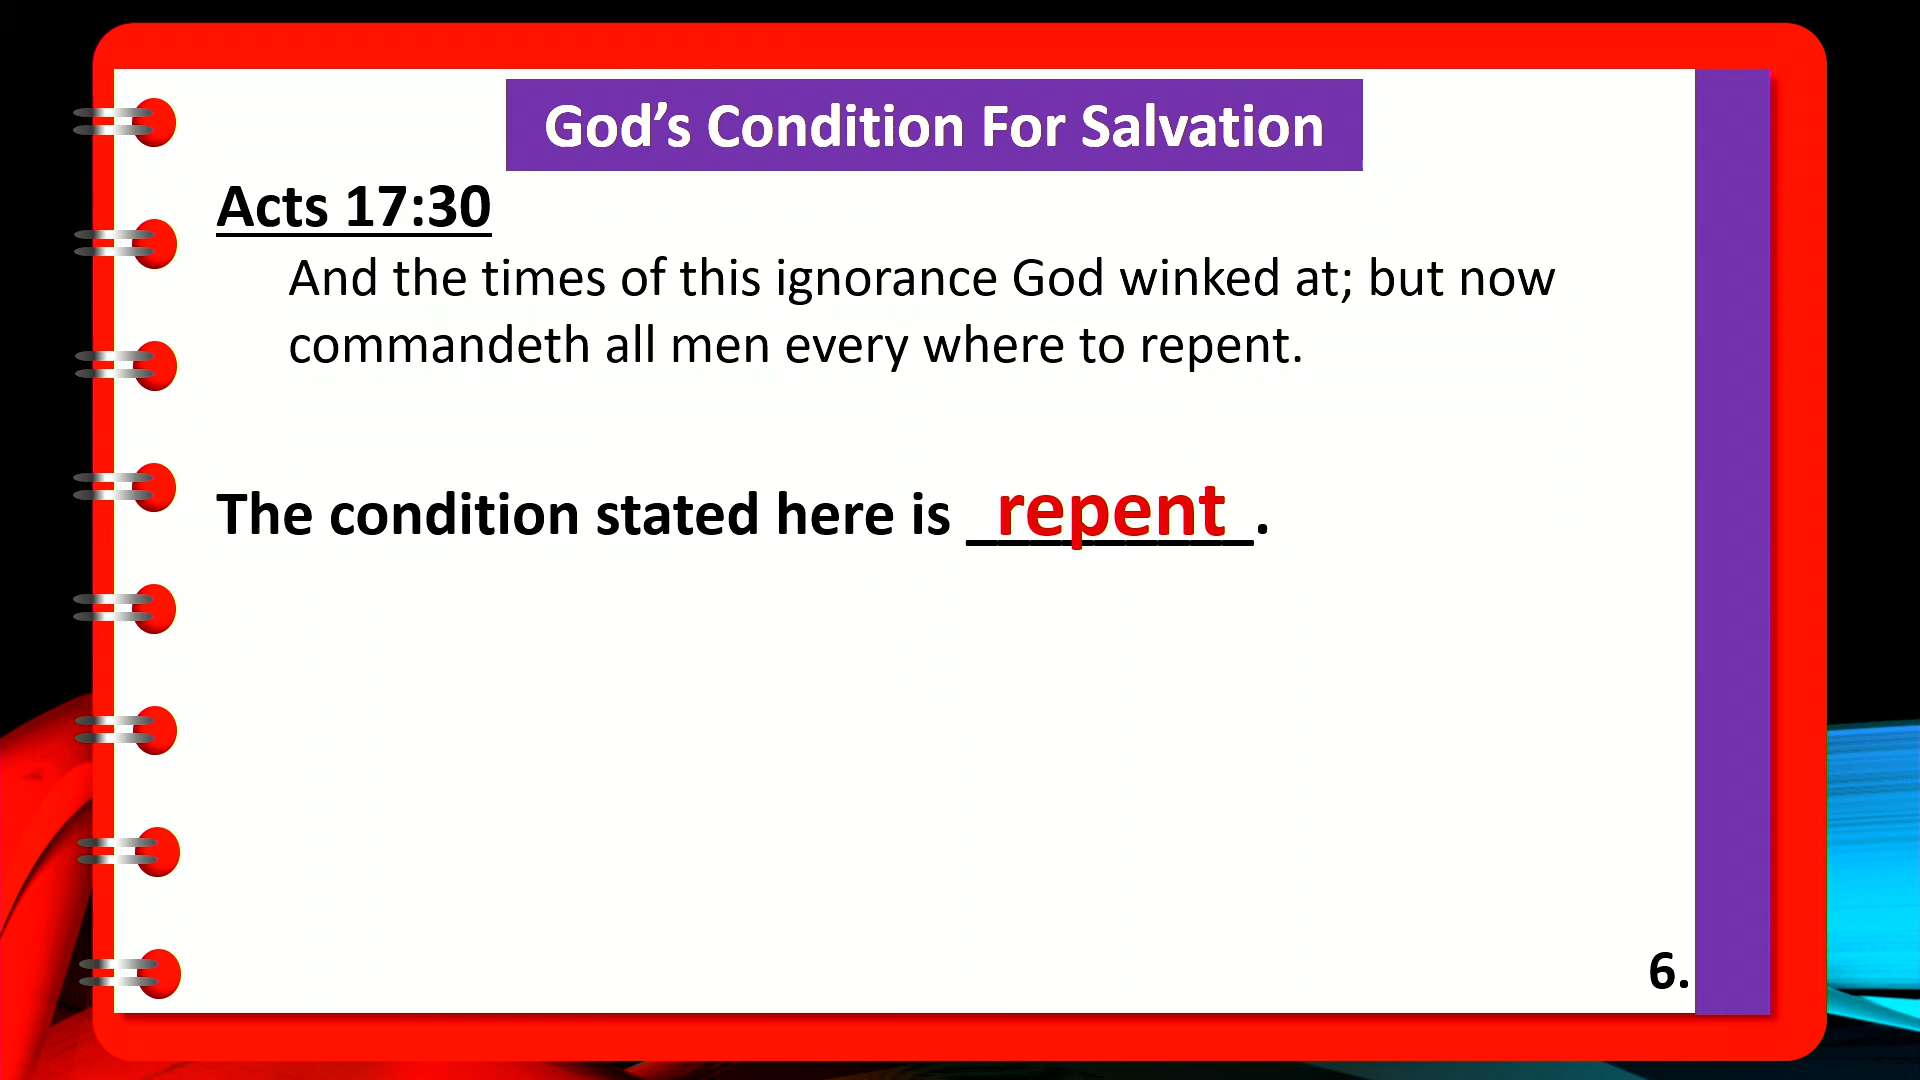 God’s Condition For Salvation
Acts 17:30
And the times of this ignorance God winked at; but now
commandeth all men every where to repent.
The condition stated here is repent.
6.